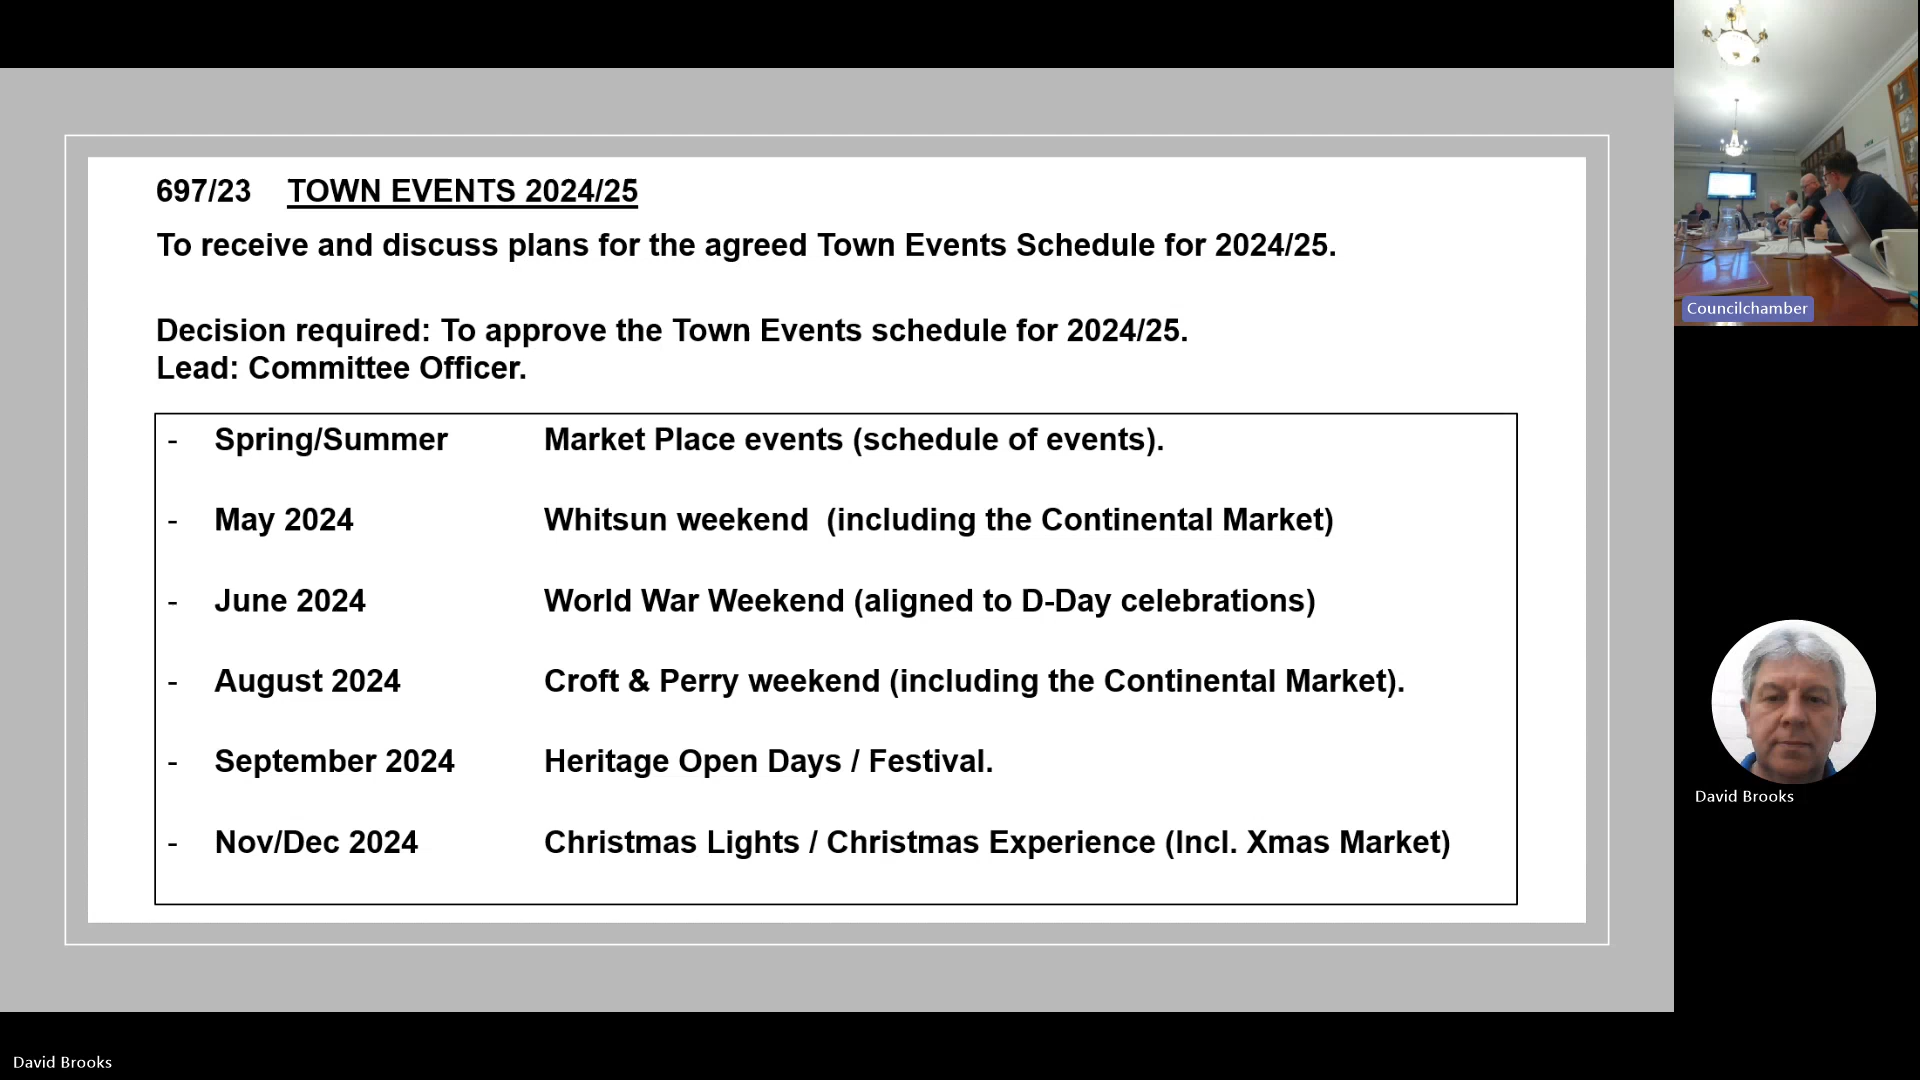 697/23 TOWN EVENTS 2024/25
To receive and discuss plans for the agreed Town Events Schedule for 2024/25.
Decision required: To approve the Town Events schedule for 2024/25.
Lead: Committee Officer.
- Spring/Summer Market Place events (schedule of events).
- May 2024 Whitsun weekend (including the Continental Market)
- June 2024 World War Weekend (aligned to D-Day celebrations)
- August 2024 Croft & Perry weekend (including the Continental Market).
- September 2024 Heritage Open Days / Festival.
- Nov/Dec 2024 Christmas Lights / Christmas Experience (Incl. Xmas Market)
Councilchamber
David Brooks
David Brooks